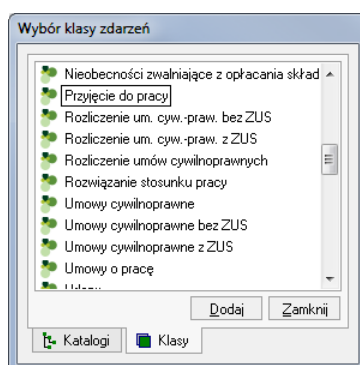 Wybór klasy zdarzeń
Nieobecności zwalniające z opłacania skład
Przyjęcie do pracy
Rozliczenie um. cyw.-praw. bez ZUS
Rozliczenie um. cyw.-praw. z ZUS
Rozliczenie umów cywilnoprawnych
Rozwiązanie stosunku pracy
Umowy cywilnoprawne
Umowy cywilnoprawne bez ZUS
Umowy cywilnoprawne z ZUS
Umowy o pracę
Dodaj Zamknij
Katalogi Klasy